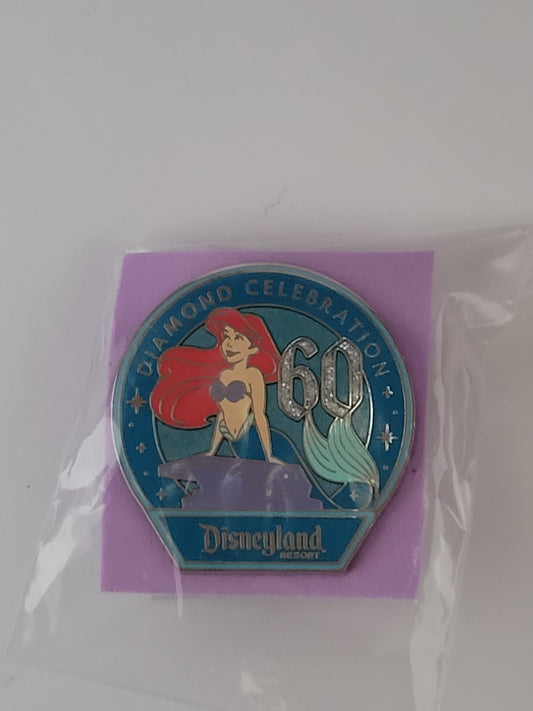 DIAMOND CELEBRATION
60
Disneyland
RESORT